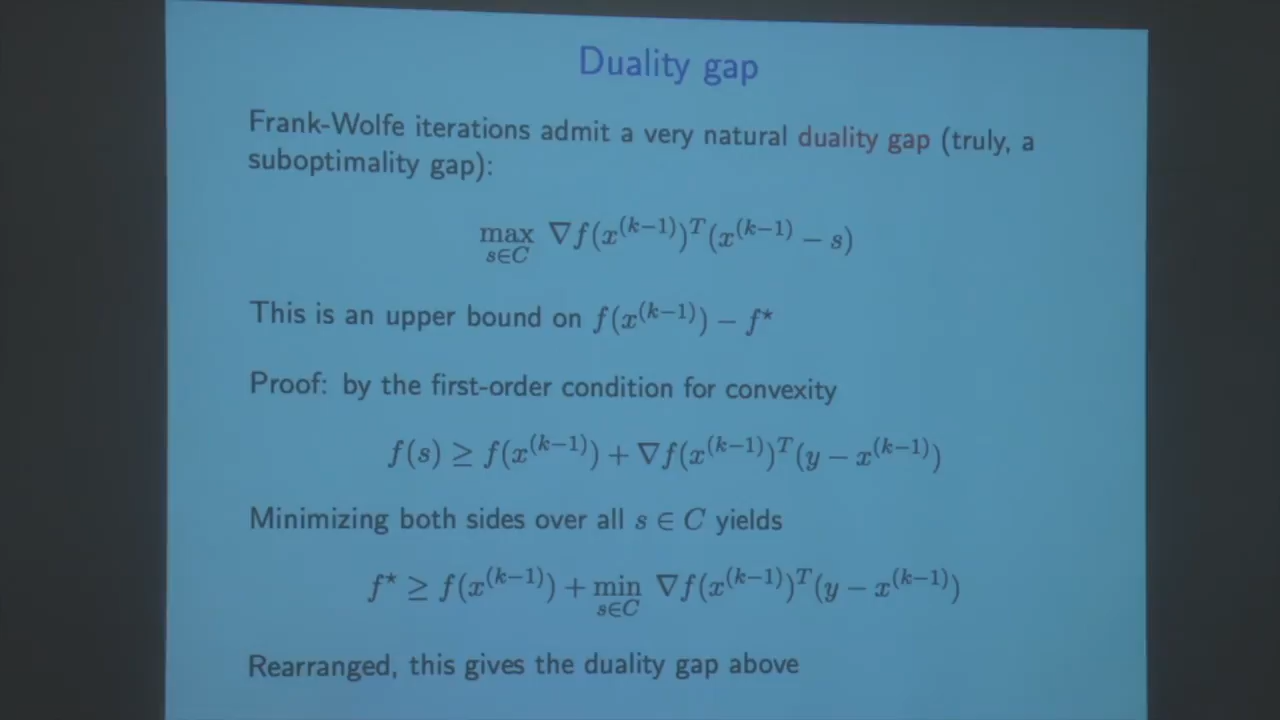 Duality gap
Frank-Wolfe iterations admit a very natural duality gap (truly, a
suboptimality gap):
max_{s∈C} ∇f(x^{(k−1)})^T(x^{(k−1)} − s)
This is an upper bound on f(x^{(k−1)}) − f^⋆
Proof: by the first-order condition for convexity
f(s) ≥ f(x^{(k−1)}) + ∇f(x^{(k−1)})^T(y − x^{(k−1)})
Minimizing both sides over all s ∈ C yields
f^⋆ ≥ f(x^{(k−1)}) + min_{s∈C} ∇f(x^{(k−1)})^T(y − x^{(k−1)})
Rearranged, this gives the duality gap above